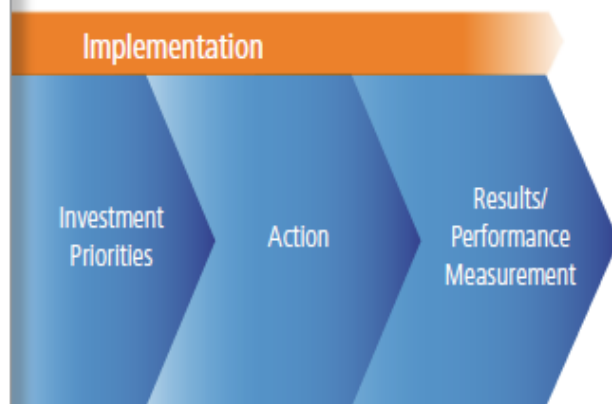 Implementation
Investment
Priorities
Action
Results/
Performance
Measurement